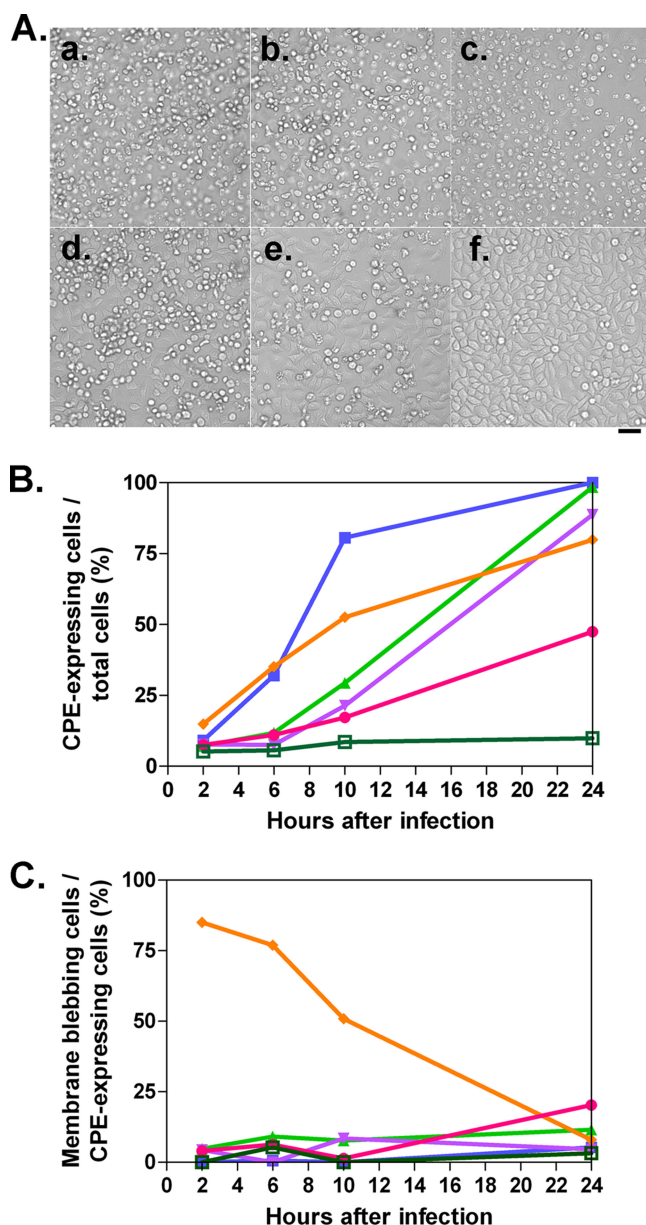 A.
a. b. c.
d. e. f.
B.
100
75
50
25
0
CPE-expressing cells /
total cells (%)
0 2 4 6 8 10 12 14 16 18 20 22 24
Hours after infection
C.
100
75
50
25
0
Membrane blebbing cells /
CPE-expressing cells (%)
0 2 4 6 8 10 12 14 16 18 20 22 24
Hours after infection